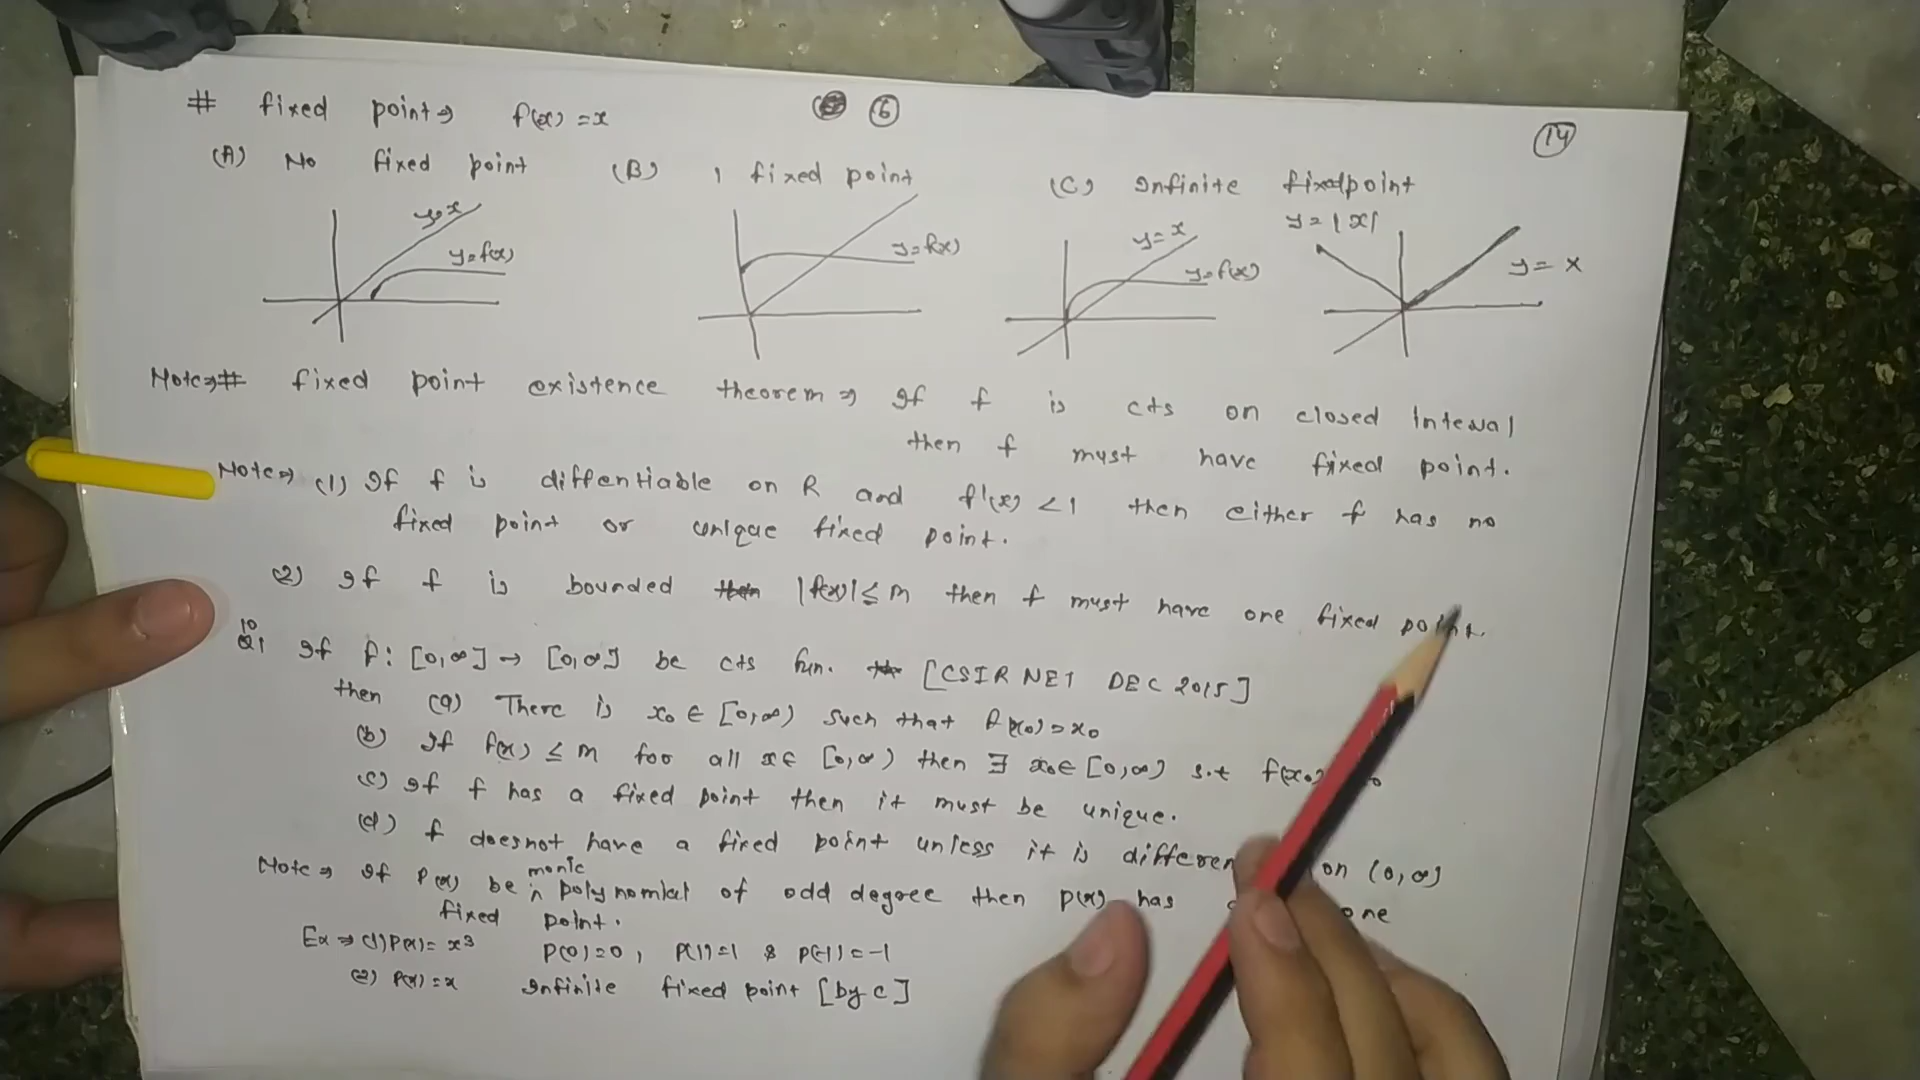 # fixed point⇒ f(x) = x
6
14
(A) No fixed point (B) 1 fixed point (C) Infinite fixed point
y=x
y=f(x)
y=f(x)
y=x
y=f(x)
y=|x|
y=x
Note⇒# fixed point existence theorem ⇒ If f is cts on closed interval
then f must have fixed point.
Note⇒ (1) If f is diffentiable on R and f'(x) <1 then either f has no
fixed point or unique fixed point.
(2) If f is bounded |f(x)| ≤ m then f must have one fixed point.
10
Q1 If f: [0,∞] → [0,∞] be cts fun. [CSIR NET DEC 2015]
then (a) There is x₀ ∈ [0,∞) such that f(x₀) = x₀
(b) If f(x) ≤ m for all x ∈ [0,∞) then ∃ x₀∈ [0,∞) s.t f(x₀
(c) If f has a fixed point then it must be unique.
(d) f doesnot have a fixed point unless it is differen on (0,∞)
Note ⇒ If P(x) be monic polynomial of odd degree then P(x) has one
fixed point.
Ex ⇒ (1) P(x) = x³ P(0)=0, P(1)=1 & P(-1) = -1
(2) P(x) = x Infinite fixed point [by c]